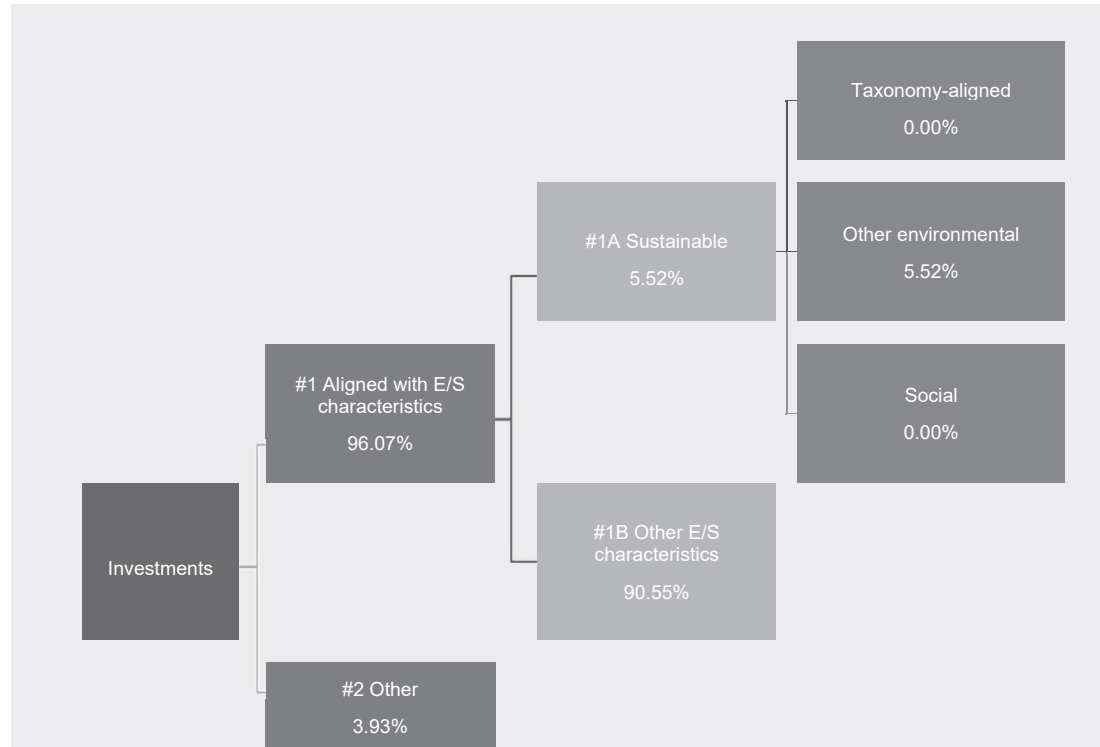 Taxonomy-aligned
0.00%
#1A Sustainable
5.52%
Other environmental
5.52%
#1 Aligned with E/S
characteristics
96.07%
Social
0.00%
Investments
#1B Other E/S
characteristics
90.55%
#2 Other
3.93%